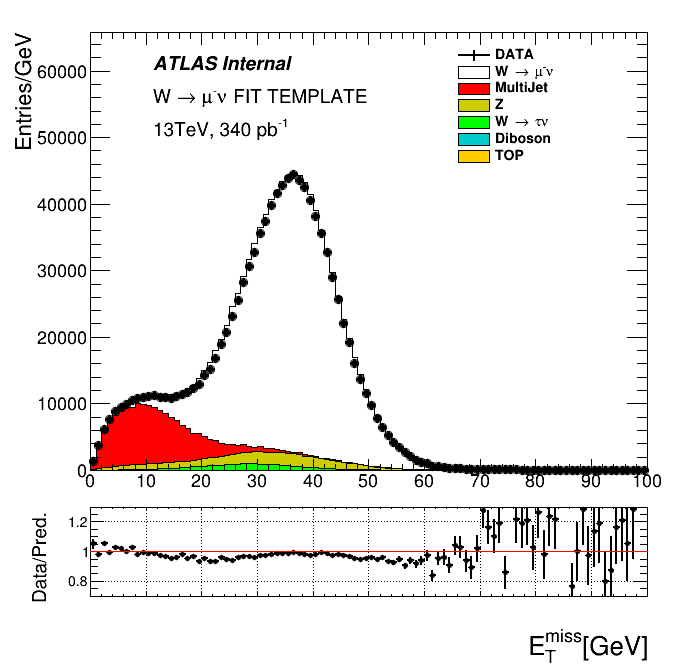 Entries/GeV
60000
50000
40000
30000
20000
10000
0
ATLAS Internal
W → μ⁻ν FIT TEMPLATE
13TeV, 340 pb⁻¹
DATA
W → μ⁻ν
MultiJet
Z
W → τν
Diboson
TOP
0 10 20 30 40 50 60 70 80 90 100
Data/Pred.
1.2
1
0.8
E_T^miss[GeV]